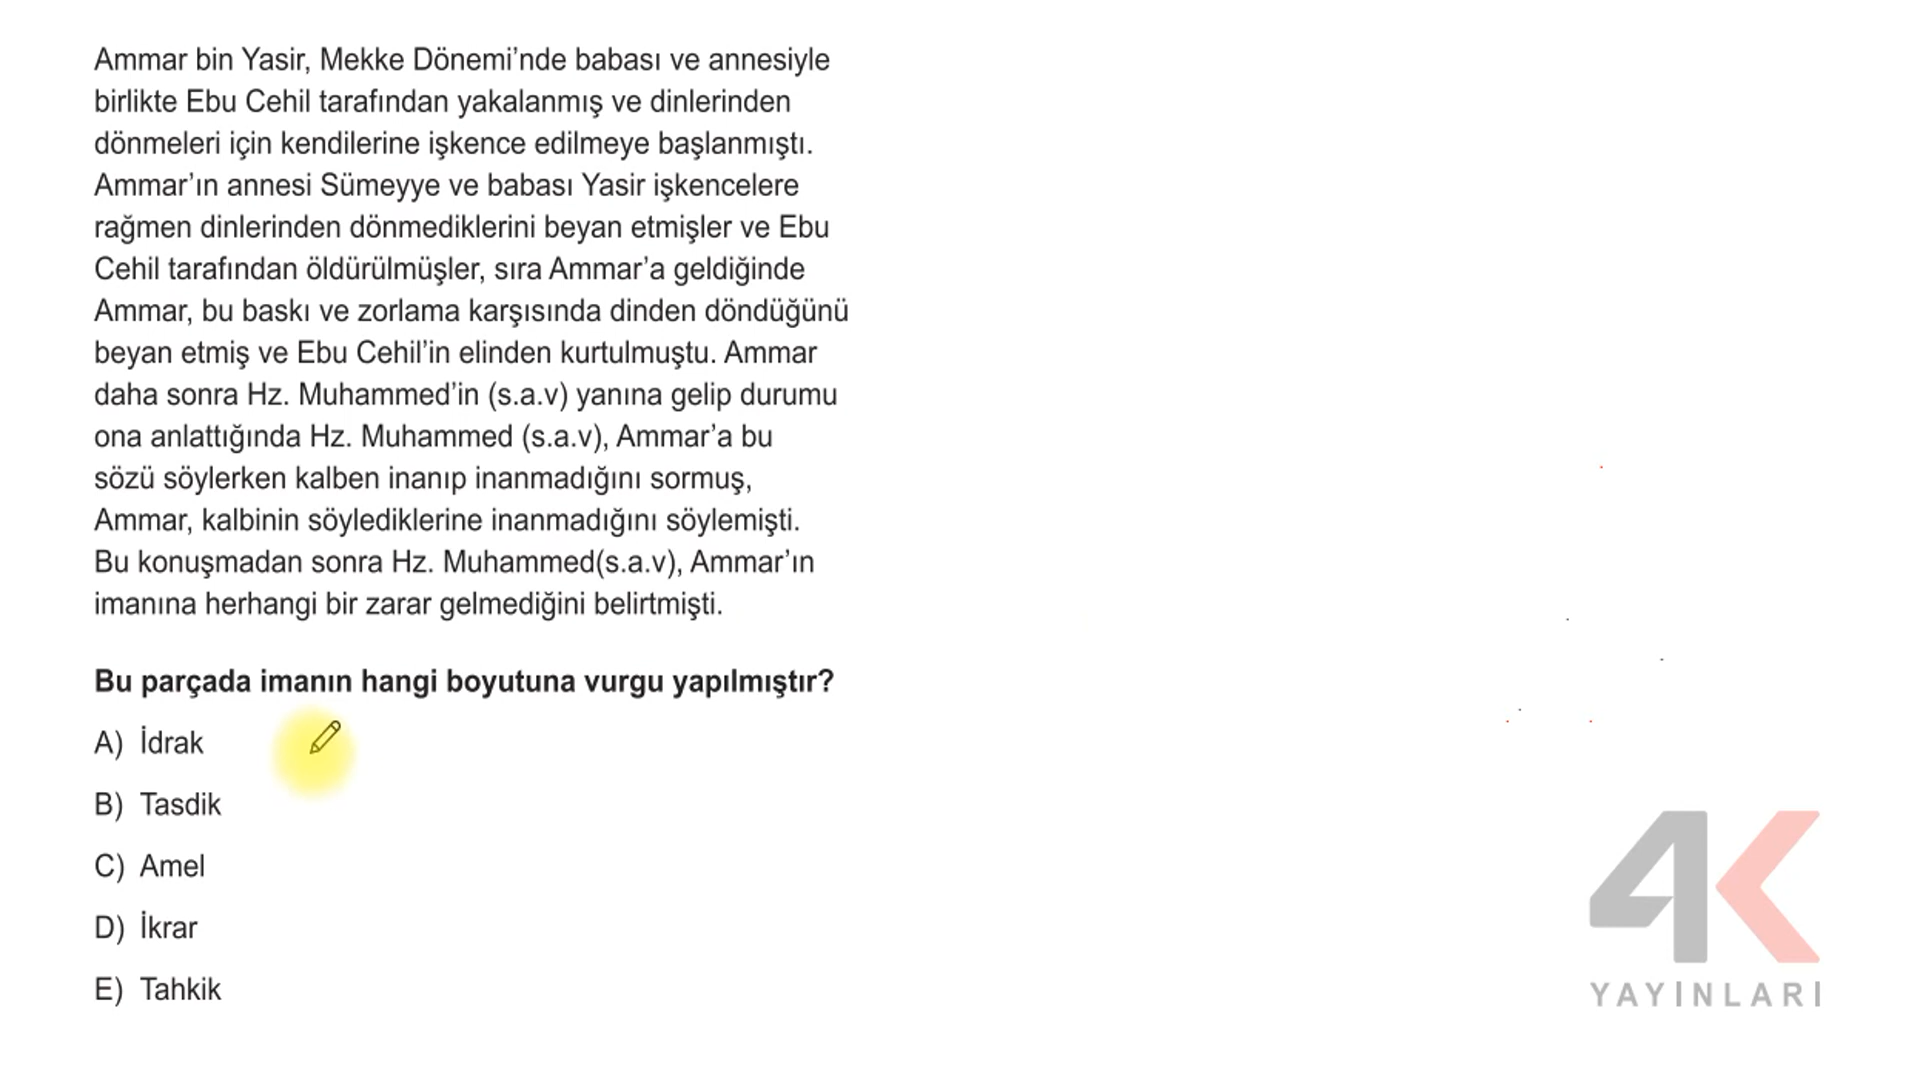 Ammar bin Yasir, Mekke Dönemi’nde babası ve annesiyle
birlikte Ebu Cehil tarafından yakalanmış ve dinlerinden
dönmeleri için kendilerine işkence edilmeye başlanmıştı.
Ammar’ın annesi Sümeyye ve babası Yasir işkencelere
rağmen dinlerinden dönmediklerini beyan etmişler ve Ebu
Cehil tarafından öldürülmüşler, sıra Ammar’a geldiğinde
Ammar, bu baskı ve zorlama karşısında dinden döndüğünü
beyan etmiş ve Ebu Cehil’in elinden kurtulmuştu. Ammar
daha sonra Hz. Muhammed’in (s.a.v) yanına gelip durumu
ona anlattığında Hz. Muhammed (s.a.v), Ammar’a bu
sözü söylerken kalben inanıp inanmadığını sormuş,
Ammar, kalbinin söylediklerine inanmadığını söylemişti.
Bu konuşmadan sonra Hz. Muhammed(s.a.v), Ammar’ın
imanına herhangi bir zarar gelmediğini belirtmişti.
Bu parçada imanın hangi boyutuna vurgu yapılmıştır?
A) İdrak
B) Tasdik
C) Amel
D) İkrar
E) Tahkik
4K
YAYINLARI